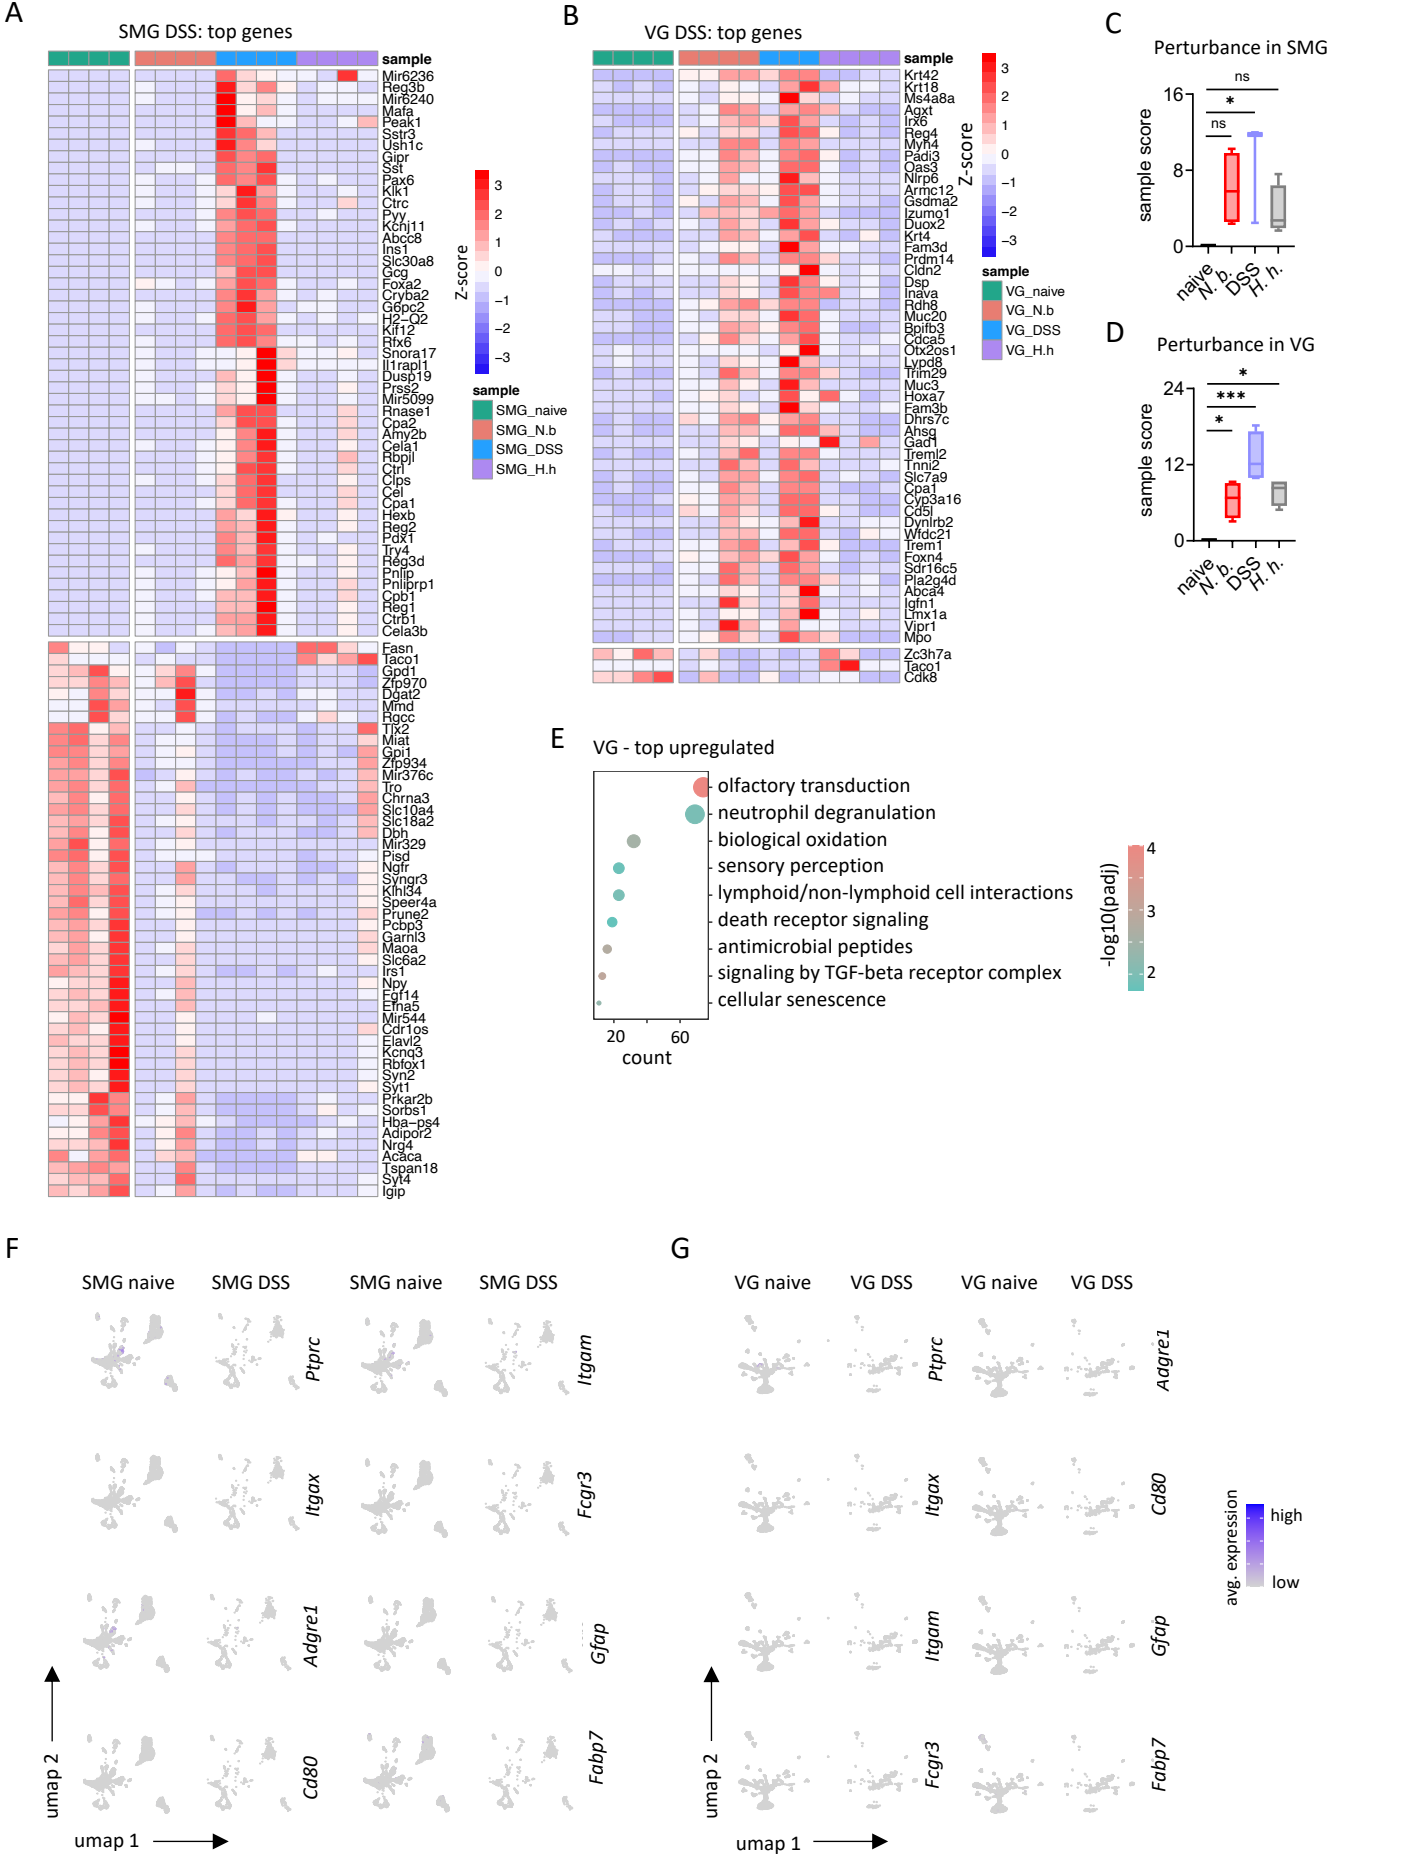 A
SMG DSS: top genes
sample
Mir6236
Reg3b
Mir6240
Mafa
Peak1
Sstr3
Ush1c
Gipr
Sst
Pax6
Klk1
Ctrc
Pyy
Kcnj11
Abcc8
Ins1
Slc30a8
Gcg
Foxa2
Cryba2
G6pc2
H2−Q2
Kif12
Rfx6
Snora17
Il1rapl1
Dusp19
Prss2
Mir5099
Rnase1
Cpa2
Amy2b
Cela1
Rbpjl
Ctrl
Clps
Cel
Cpa1
Hexb
Reg2
Pdx1
Try4
Reg3d
Pnlip
Pnliprp1
Cpb1
Reg1
Ctrb1
Cela3b
Fasn
Taco1
Gpd1
Zfp970
Dgat2
Mmd
Rgcc
Tlx2
Miat
Gpi1
Zfp934
Mir376c
Tro
Chrna3
Slc10a4
Slc18a2
Dbh
Mir329
Pisd
Ngfr
Syngr3
Klhl34
Speer4a
Prune2
Pcbp3
Garnl3
Maoa
Slc6a2
Irs1
Npy
Fgf14
Efna5
Mir544
Cdr1os
Elavl2
Kcnq3
Rbfox1
Syn2
Syt1
Prkar2b
Sorbs1
Hba−ps4
Adipor2
Nrg4
Acaca
Tspan18
Syt4
Igip
Z-score
3
2
1
0
−1
−2
−3
sample
SMG_naive
SMG_N.b
SMG_DSS
SMG_H.h
B
VG DSS: top genes
sample
Krt42
Krt18
Ms4a8a
Agxt
Irx6
Reg4
Myh4
Padi3
Oas3
Nlrp6
Armc12
Gsdma2
Izumo1
Duox2
Krt4
Fam3d
Prdm14
Cldn2
Dsp
Inava
Rdh8
Muc20
Bpifb3
Cdca5
Otx2os1
Lypd8
Trim29
Muc3
Hoxa7
Fam3b
Dhrs7c
Ahsg
Gad1
Treml2
Tnni2
Slc7a9
Cpa1
Cyp3a16
Cd5l
Dynlrb2
Wfdc21
Trem1
Foxn4
Sdr16c5
Pla2g4d
Abca4
Igfn1
Lmx1a
Vipr1
Mpo
Zc3h7a
Taco1
Cdk8
Z-score
3
2
1
0
−1
−2
−3
sample
VG_naive
VG_N.b
VG_DSS
VG_H.h
C
Perturbance in SMG
sample score
16
8
0
ns
*
ns
naive
N. b.
DSS
H. h.
D
Perturbance in VG
sample score
24
12
0
*
***
*
naive
N. b.
DSS
H. h.
E
VG - top upregulated
olfactory transduction
neutrophil degranulation
biological oxidation
sensory perception
lymphoid/non-lymphoid cell interactions
death receptor signaling
antimicrobial peptides
signaling by TGF-beta receptor complex
cellular senescence
20 60
count
-log10(padj)
4
3
2
F
SMG naive SMG DSS SMG naive SMG DSS
Ptprc Itgam
Itgax Fcgr3
Adgre1 Gfap
Cd80 Fabp7
umap 2
umap 1
G
VG naive VG DSS VG naive VG DSS
Ptprc Adgre1
Itgax Cd80
Itgam Gfap
Fcgr3 Fabp7
umap 2
umap 1
avg. expression
high
low